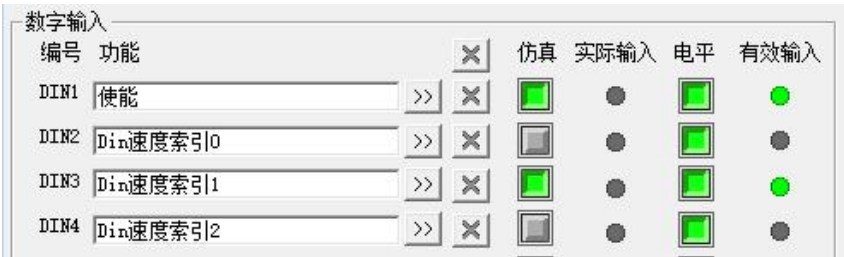 数字输入
编号 功能 仿真 实际输入 电平 有效输入
DIN1 使能 >>
DIN2 Din速度索引0 >>
DIN3 Din速度索引1 >>
DIN4 Din速度索引2 >>